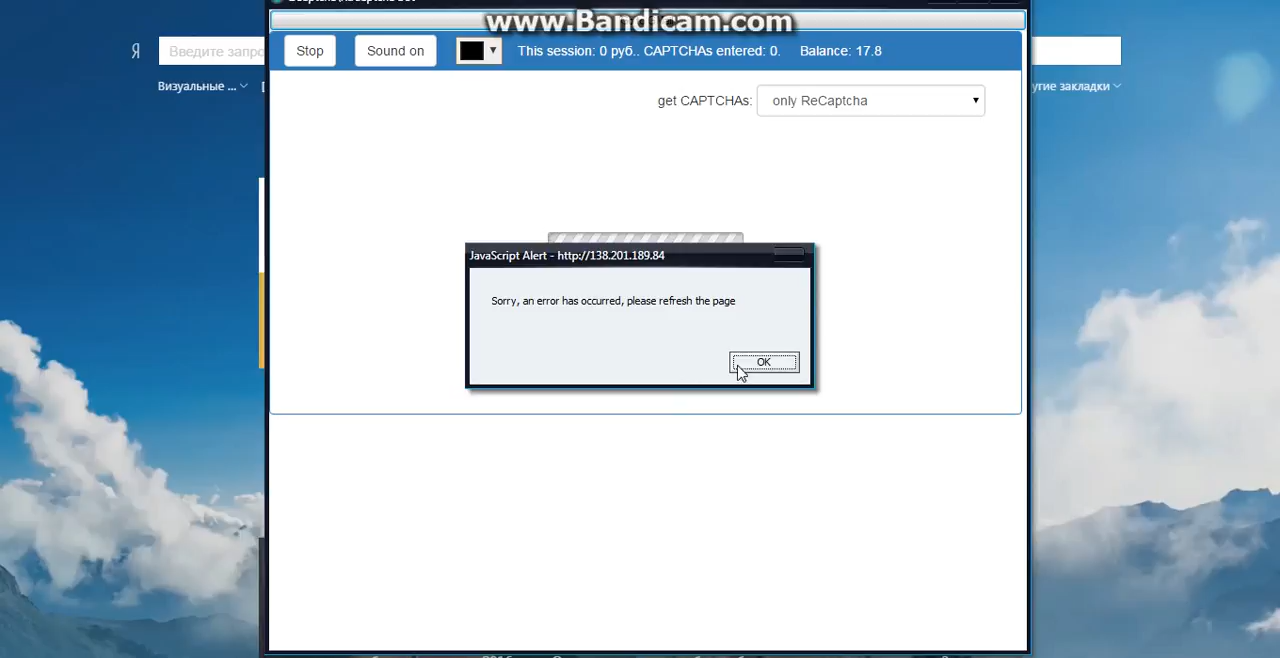 www.Bandicam.com
Я
Введите запро
Stop
Sound on
This session: 0 руб.. CAPTCHAs entered: 0.
Balance: 17.8
Визуальные ...
угие закладки
get CAPTCHAs:
only ReCaptcha
JavaScript Alert - http://138.201.189.84
Sorry, an error has occurred, please refresh the page
OK